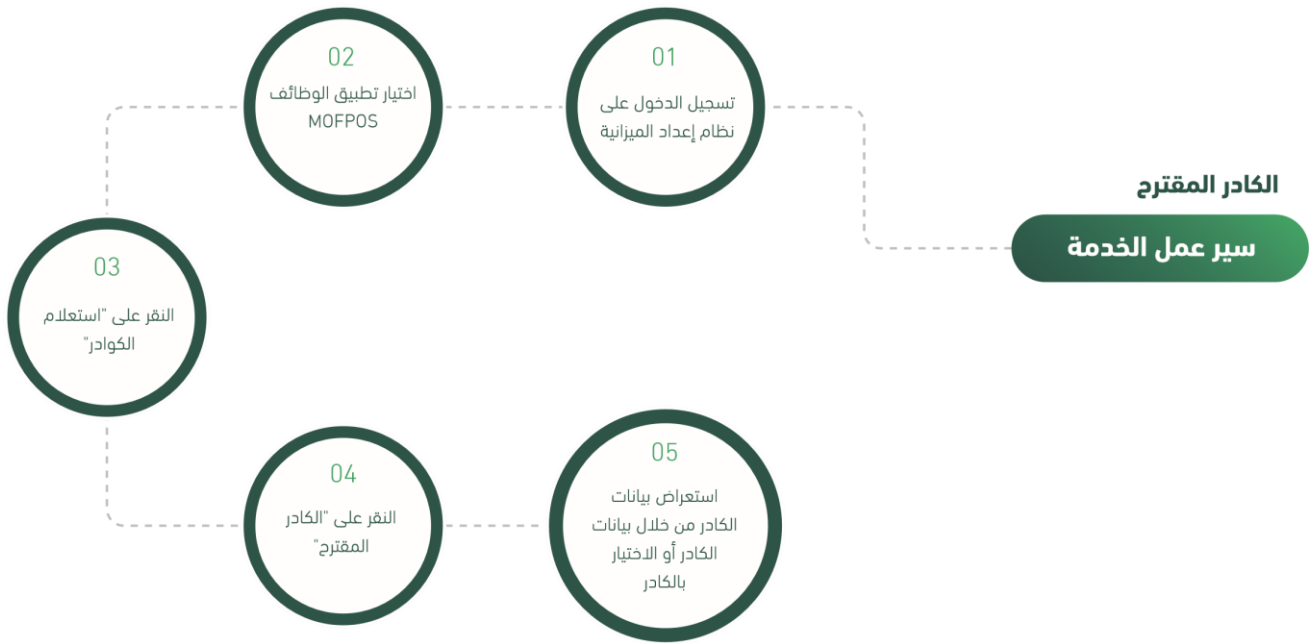 الكادر المقترح
سير عمل الخدمة
01
تسجيل الدخول على
نظام إعداد الميزانية
02
اختيار تطبيق الوظائف
MOFPOS
03
النقر على "استعلام
الكوادر"
04
النقر على "الكادر
المقترح"
05
استعراض بيانات
الكادر من خلال بيانات
الكادر أو الاختيار
بالكادر